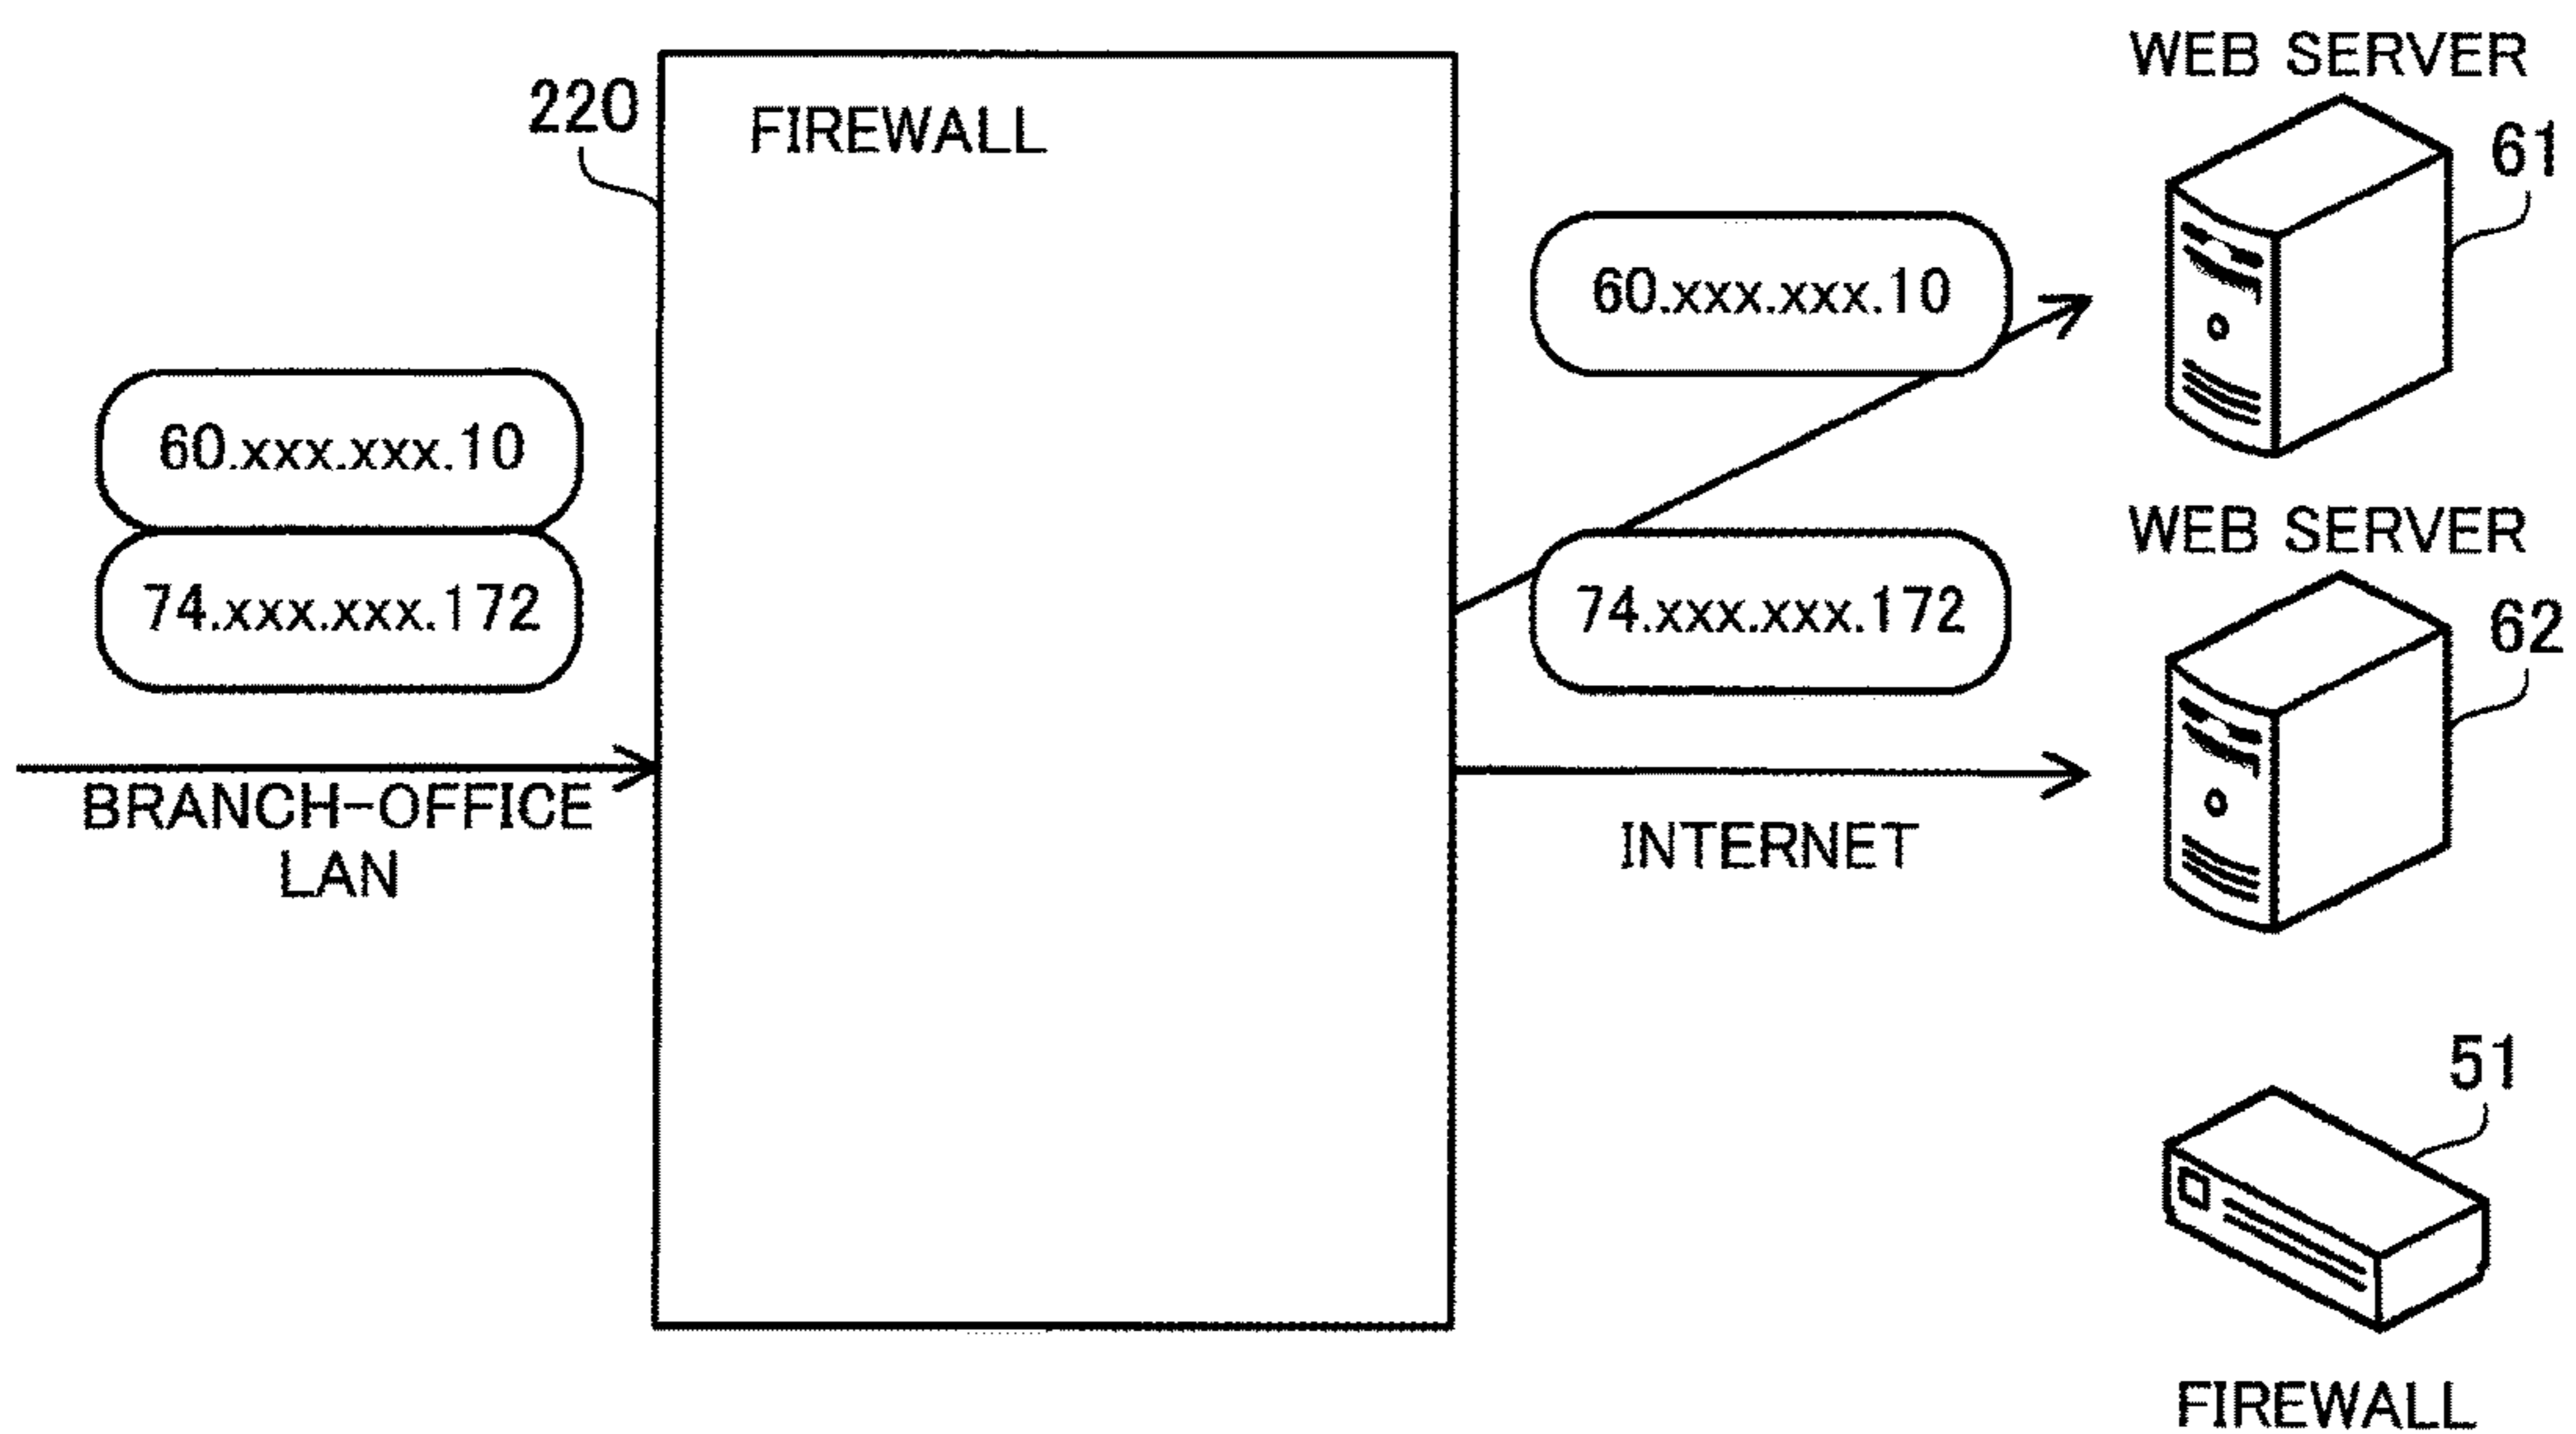 WEB SERVER
220
FIREWALL
61
60.xxx.xxx.10
60.xxx.xxx.10
WEB SERVER
74.xxx.xxx.172
74.xxx.xxx.172
62
BRANCH-OFFICE
LAN
INTERNET
51
FIREWALL